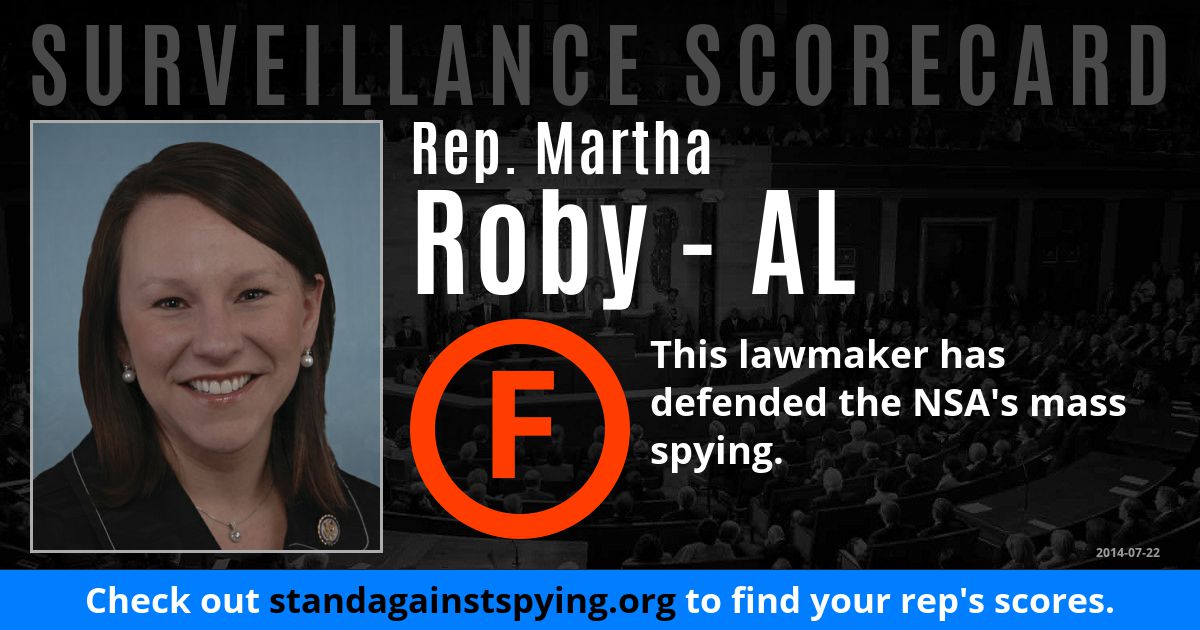 SURVEILLANCE SCORECARD
Rep. Martha
Roby - AL
F
This lawmaker has
defended the NSA's mass
spying.
2014-07-22
Check out standagainstspying.org to find your rep's scores.